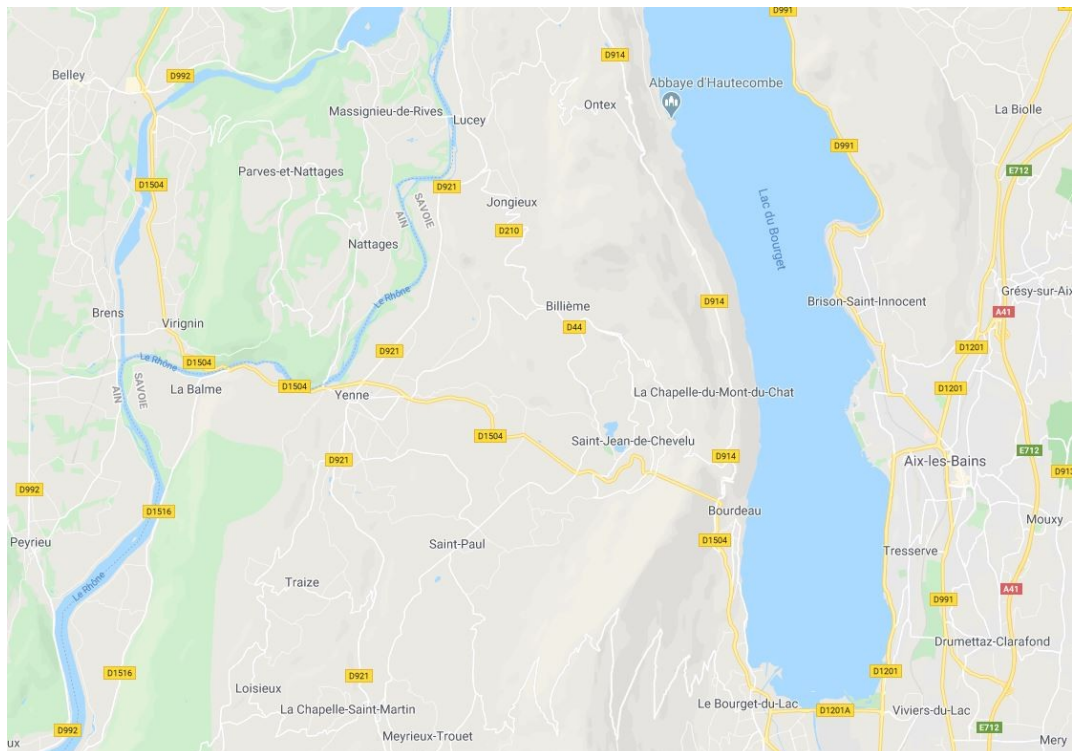 D991
D914
Belley
D992
Abbaye d'Hautecombe
Ontex
Massignieu-de-Rives
Lucey
La Biolle
D991
Parves-et-Nattages
E712
D1504
D921
SAVOIE
AIN
Jongieux
D210
Lac du Bourget
Nattages
Le Rhône
Grésy-sur-Aix
D914
Brison-Saint-Innocent
Brens
Billième
A41
Virignin
D44
D921
D1201
Le Rhône
D1504
D1504
La Balme
Yenne
AIN
SAVOIE
La Chapelle-du-Mont-du-Chat
D1201
D1504
Saint-Jean-de-Chevelu
D921
D914
Aix-les-Bains
E712
D913
D992
D1516
Bourdeau
Mouxy
Peyrieu
Saint-Paul
D1504
Tresserve
Le Rhône
Traize
A41
D991
Drumettaz-Clarafond
D1516
D921
D1201
Loisieux
La Chapelle-Saint-Martin
Le Bourget-du-Lac
D1201A
Viviers-du-Lac
D992
Meyrieux-Trouet
E712
Mery
ux